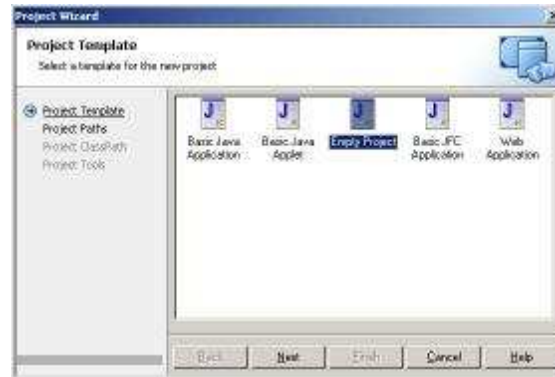 Project Wizard
Project Template
Select a template for the new project
Project Template
Project Paths
Project ClassPath
Project Tools
Basic Java Application
Basic Java Applet
Empty Project
Basic JFC Application
Web Application
Back
Next
Finish
Cancel
Help